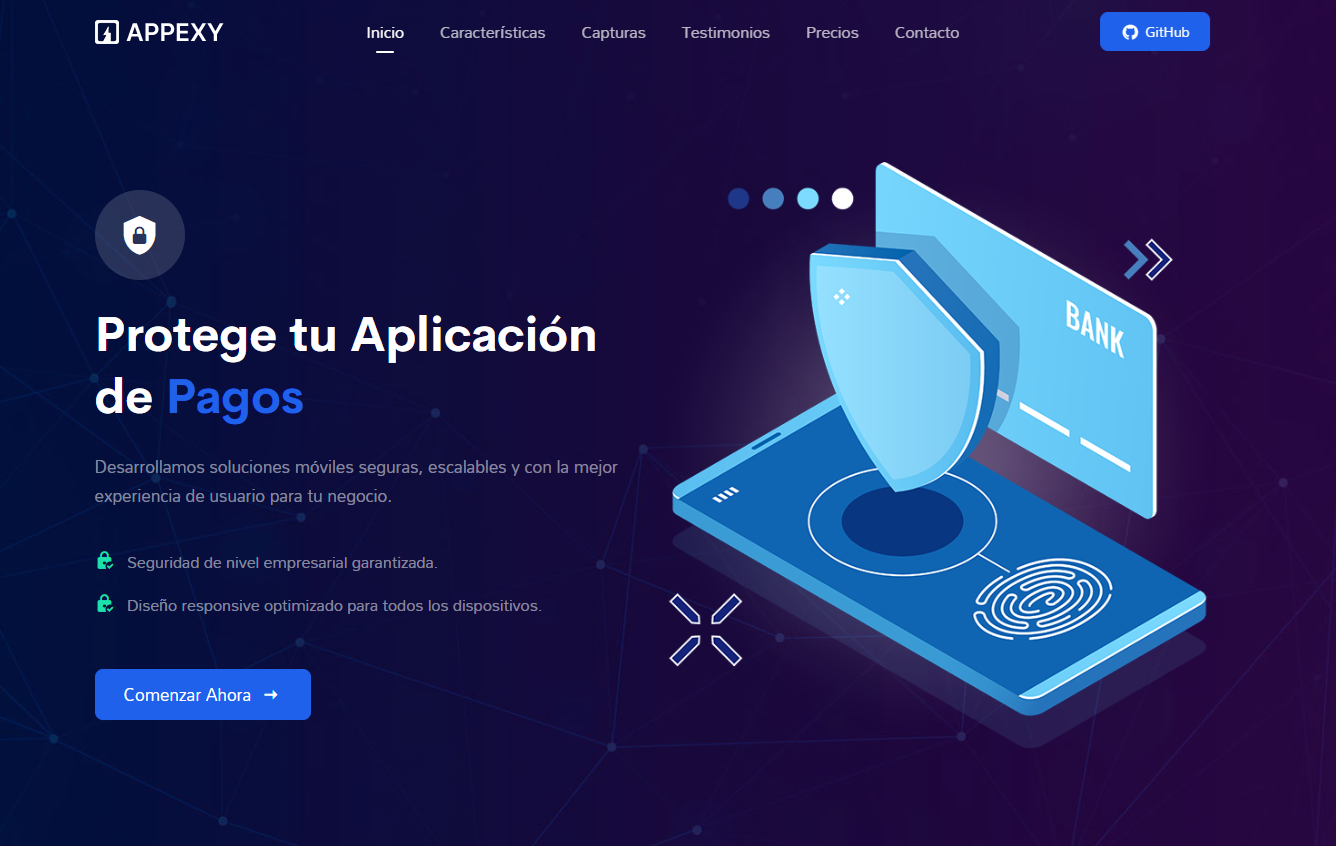 APPEXY
Inicio
Características
Capturas
Testimonios
Precios
Contacto
GitHub
Protege tu Aplicación
de Pagos
Desarrollamos soluciones móviles seguras, escalables y con la mejor
experiencia de usuario para tu negocio.
Seguridad de nivel empresarial garantizada.
Diseño responsive optimizado para todos los dispositivos.
Comenzar Ahora
BANK